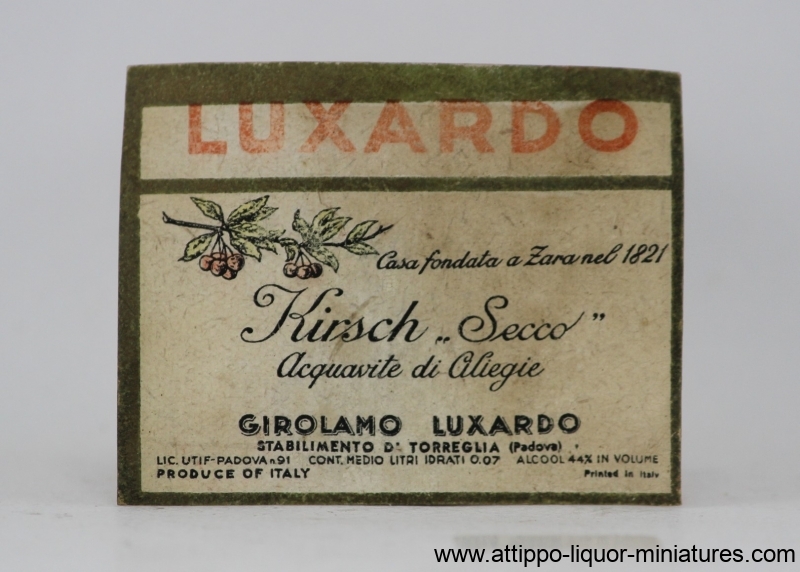 LUXARDO
Casa fondata a Zara nel 1821
Kirsch „Secco”
Acquavite di Ciliegie
GIROLAMO LUXARDO
STABILIMENTO DI TORREGLIA (Padova)
LIC. UTIF-PADOVA n.91 CONT. MEDIO LITRI IDRATI 0.07 ALCOOL 44% IN VOLUME
PRODUCE OF ITALY Printed in Italy
www.attippo-liquor-miniatures.com